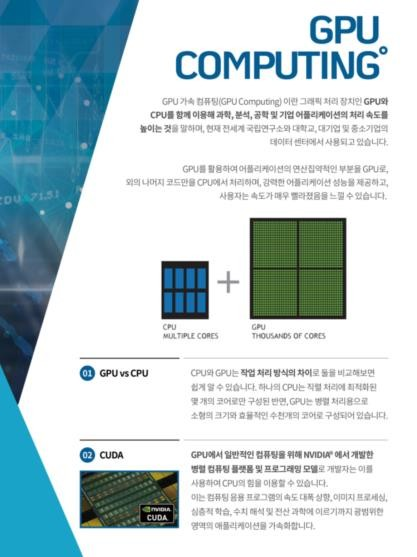 GPU
COMPUTING
GPU 가속 컴퓨팅(GPU Computing) 이란 그래픽 처리 장치인 GPU와
CPU를 함께 이용해 과학, 분석, 공학 및 기업 어플리케이션의 처리 속도를
높이는 것을 말하며, 현재 전세계 국립연구소와 대학교, 대기업 및 중소기업의
데이터 센터에서 사용되고 있습니다.
GPU를 활용하여 어플리케이션의 연산집약적인 부분을 GPU로,
외의 나머지 코드만을 CPU에서 처리하며, 강력한 어플리케이션 성능을 제공하고,
사용자는 속도가 매우 빨라졌음을 느낄 수 있습니다.
71.51
+
CPU
MULTIPLE CORES
GPU
THOUSANDS OF CORES
01 GPU vs CPU
CPU와 GPU는 작업 처리 방식의 차이로 둘을 비교해보면
쉽게 알 수 있습니다. 하나의 CPU는 직렬 처리에 최적화된
몇 개의 코어로만 구성된 반면, GPU는 병렬 처리용으로
소형의 크기와 효율적인 수천개의 코어로 구성되어 있습니다.
02 CUDA
GPU에서 일반적인 컴퓨팅을 위해 NVIDIA® 에서 개발한
병렬 컴퓨팅 플랫폼 및 프로그래밍 모델로 개발자는 이를
사용하여 CPU의 힘을 이용할 수 있습니다.
이는 컴퓨팅 응용 프로그램의 속도 대폭 상향, 이미지 프로세싱,
심층적 학습, 수치 해석 및 전산 과학에 이르기까지 광범위한
영역의 애플리케이션을 가속화합니다.
NVIDIA.
CUDA